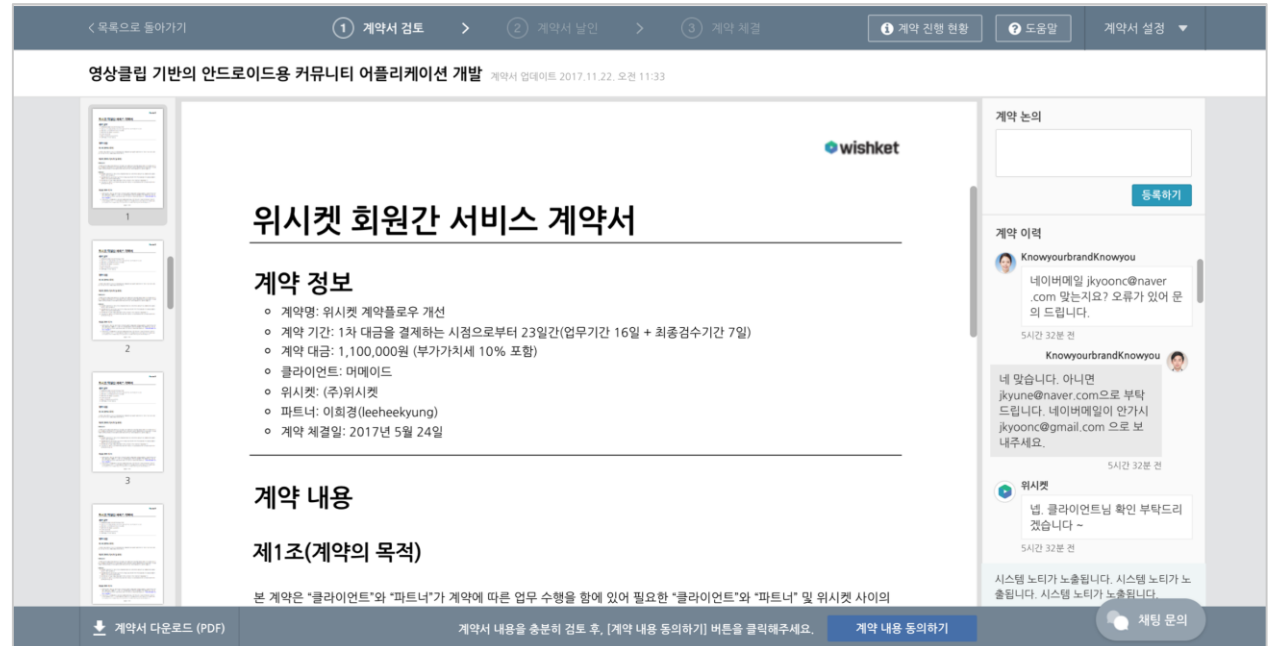 < 목록으로 돌아가기
1 계약서 검토
>
2 계약서 날인
>
3 계약 체결
계약 진행 현황
도움말
계약서 설정
영상클립 기반의 안드로이드용 커뮤니티 어플리케이션 개발 계약서 업데이트 2017.11.22. 오전 11:33
1
2
3
wishket
위시켓 회원간 서비스 계약서
계약 정보
계약명: 위시켓 계약플로우 개선
계약 기간: 1차 대금을 결제하는 시점으로부터 23일간(업무기간 16일 + 최종검수기간 7일)
계약 대금: 1,100,000원 (부가가치세 10% 포함)
클라이언트: 머메이드
위시켓: (주)위시켓
파트너: 이희경(leeheekyung)
계약 체결일: 2017년 5월 24일
계약 내용
제1조(계약의 목적)
본 계약은 “클라이언트”와 “파트너”가 계약에 따른 업무 수행을 함에 있어 필요한 “클라이언트”와 “파트너” 및 위시켓 사이의
계약 논의
등록하기
계약 이력
KnowyourbrandKnowyou
네이버메일 jkyoonc@naver
.com 맞는지요? 오류가 있어 문
의 드립니다.
5시간 32분 전
KnowyourbrandKnowyou
네 맞습니다. 아니면
jkyune@naver.com으로 부탁
드립니다. 네이버메일이 안가시
jkyoonc@gmail.com 으로 보
내주세요.
5시간 32분 전
위시켓
넵. 클라이언트님 확인 부탁드리
겠습니다 ~
5시간 32분 전
시스템 노티가 노출됩니다. 시스템 노티가 노
출됩니다. 시스템 노티가 노출됩니다.
계약서 다운로드 (PDF)
계약서 내용을 충분히 검토 후, [계약 내용 동의하기] 버튼을 클릭해주세요.
계약 내용 동의하기
채팅 문의